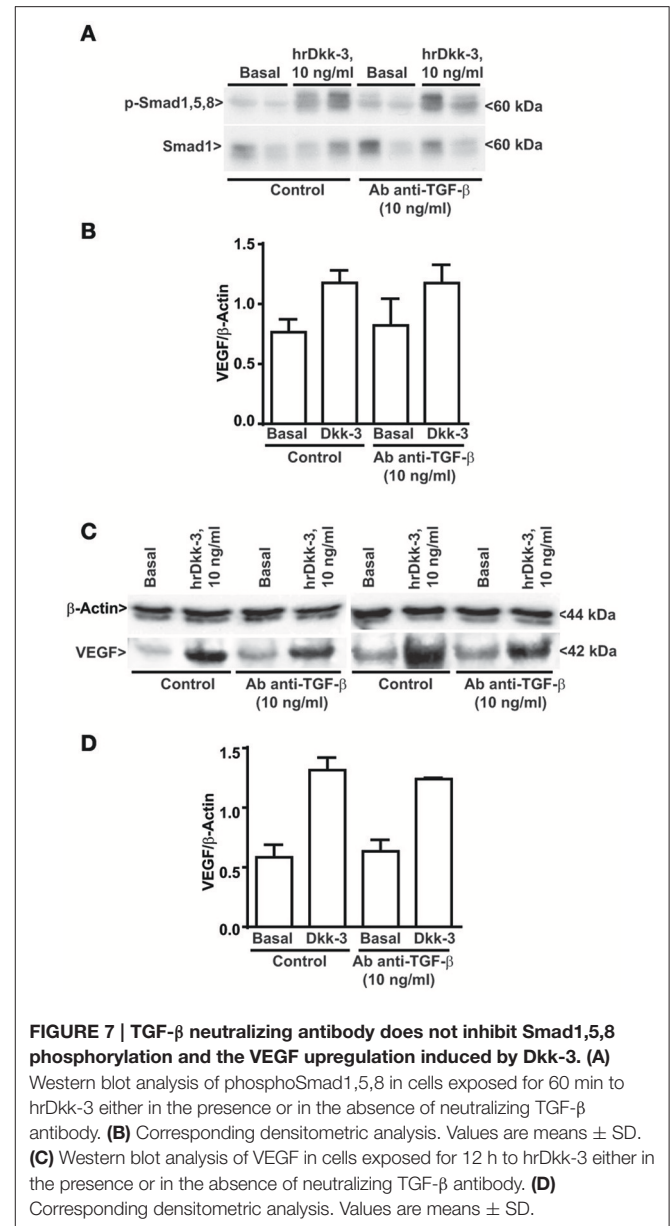 A
hrDkk-3,
hrDkk-3,
Basal 10 ng/ml Basal 10 ng/ml
p-Smad1,5,8> <60 kDa
Smad1> <60 kDa
Control Ab anti-TGF-β
(10 ng/ml)
B
1.5
1.0
0.5
0.0
VEGF/β-Actin
Basal Dkk-3 Basal Dkk-3
Control Ab anti-TGF-β
(10 ng/ml)
C
Basal
hrDkk-3,
10 ng/ml
Basal
hrDkk-3,
10 ng/ml
Basal
hrDkk-3,
10 ng/ml
Basal
hrDkk-3,
10 ng/ml
β-Actin> <44 kDa
VEGF> <42 kDa
Control Ab anti-TGF-β Control Ab anti-TGF-β
(10 ng/ml) (10 ng/ml)
D
1.5
1.0
0.5
0.0
VEGF/β-Actin
Basal Dkk-3 Basal Dkk-3
Control Ab anti-TGF-β
(10 ng/ml)
FIGURE 7 | TGF-β neutralizing antibody does not inhibit Smad1,5,8
phosphorylation and the VEGF upregulation induced by Dkk-3. (A)
Western blot analysis of phosphoSmad1,5,8 in cells exposed for 60 min to
hrDkk-3 either in the presence or in the absence of neutralizing TGF-β
antibody. (B) Corresponding densitometric analysis. Values are means ± SD.
(C) Western blot analysis of VEGF in cells exposed for 12 h to hrDkk-3 either in
the presence or in the absence of neutralizing TGF-β antibody. (D)
Corresponding densitometric analysis. Values are means ± SD.